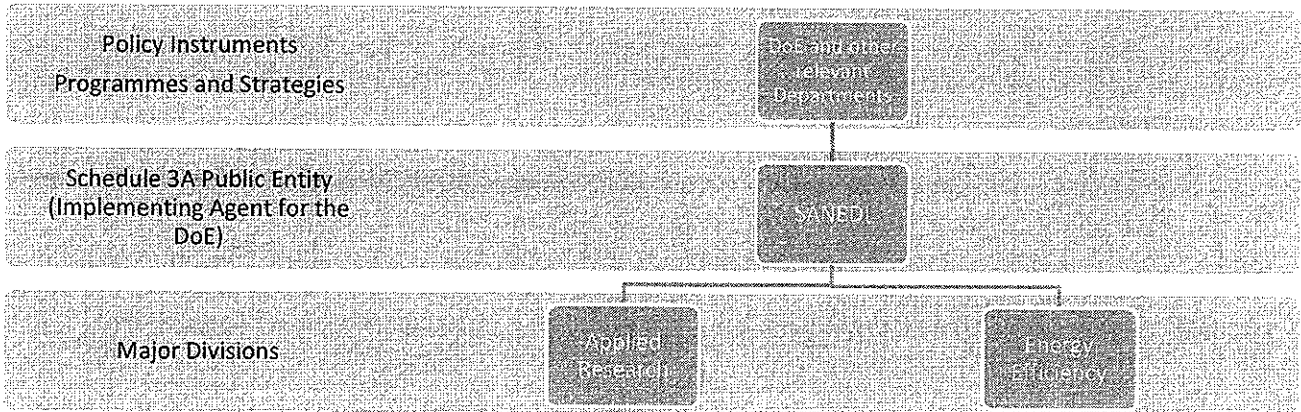 Policy Instruments
Programmes and Strategies
DoE and other
relevant
Departments
Schedule 3A Public Entity
(Implementing Agent for the
DoE)
SANEDI
Major Divisions
Applied
Research
Energy
Efficiency